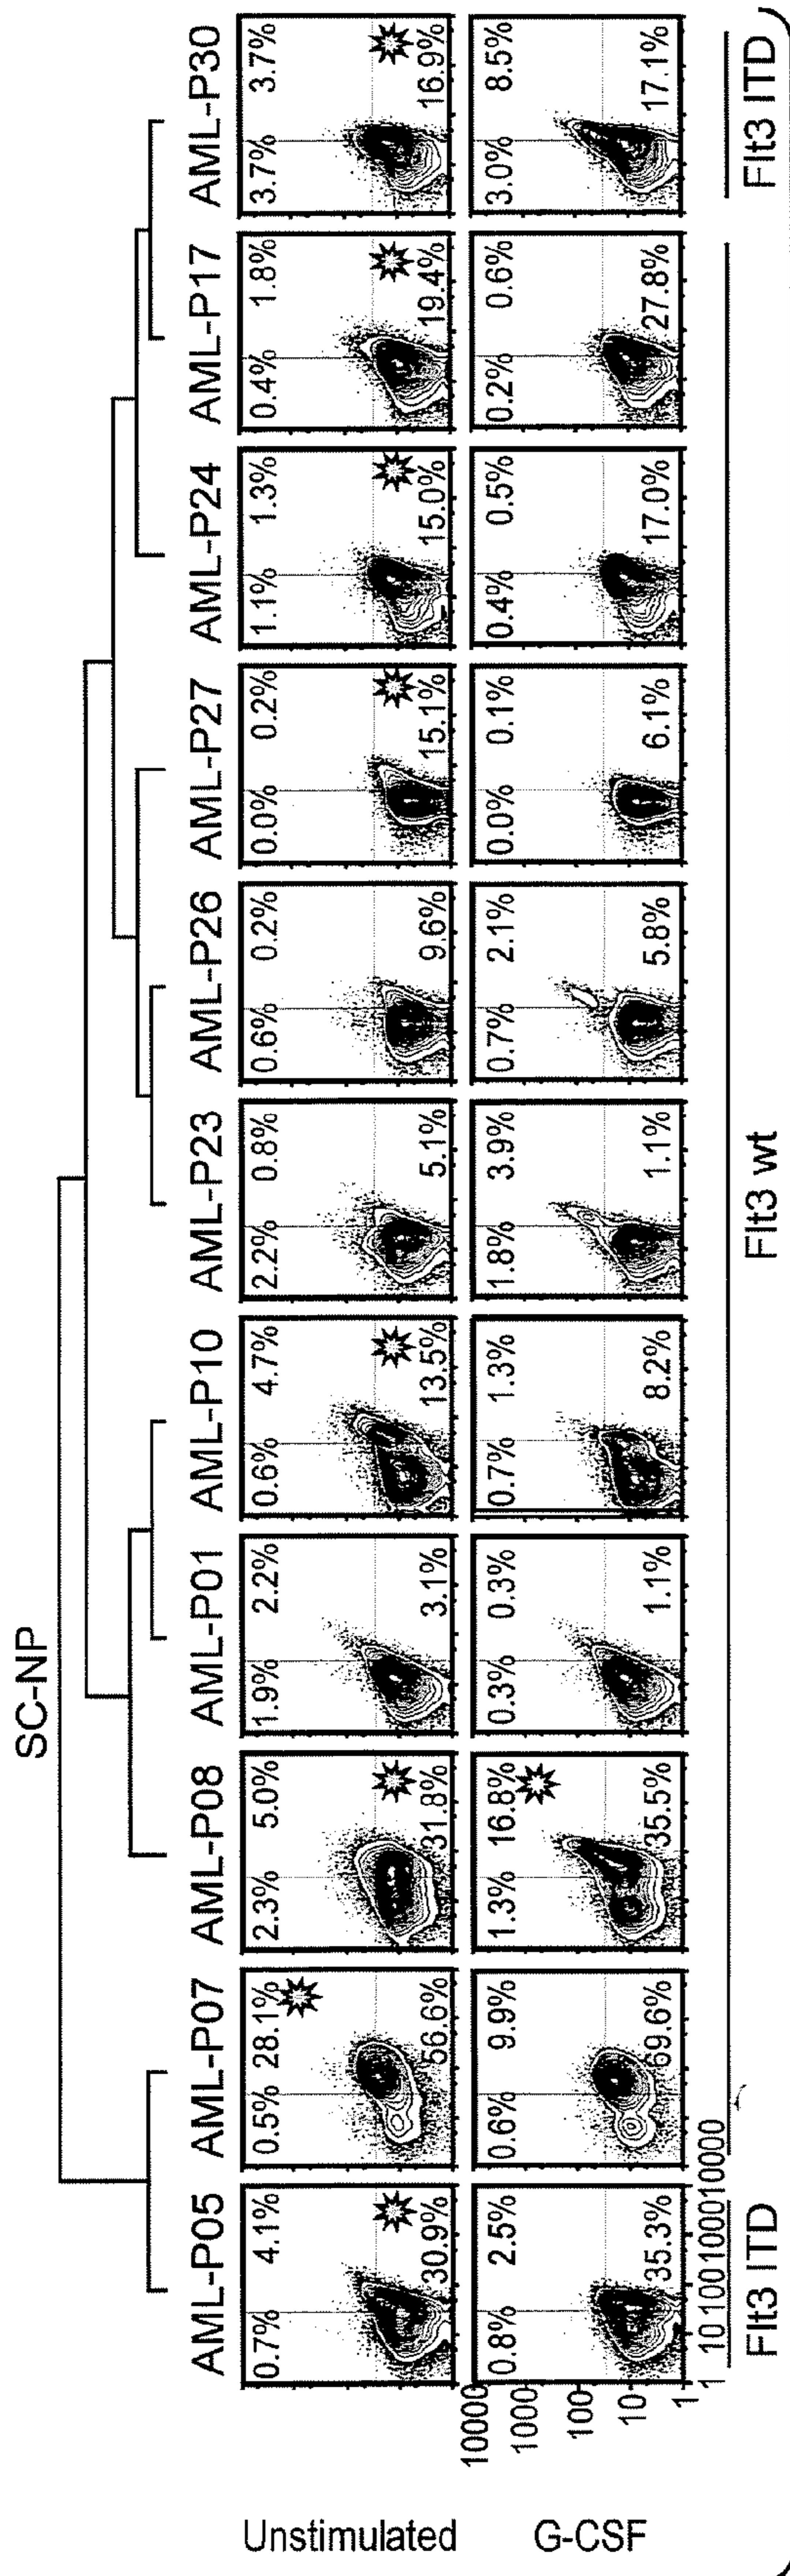 SC-NP
AML-P05 AML-P07 AML-P08 AML-P01 AML-P10 AML-P23 AML-P26 AML-P27 AML-P24 AML-P17 AML-P30
Unstimulated
0.7% 4.1% 0.5% 28.1% 2.3% 5.0% 1.9% 2.2% 0.6% 4.7% 2.2% 0.8% 0.6% 0.2% 0.0% 0.2% 1.1% 1.3% 0.4% 1.8% 3.7% 3.7%
30.9% 56.6% 31.8% 3.1% 13.5% 5.1% 9.6% 15.1% 15.0% 19.4% 16.9%
G-CSF
10000
1000
100
10
1
0.8% 2.5% 0.6% 9.9% 1.3% 16.8% 0.3% 0.3% 0.7% 1.3% 1.8% 3.9% 0.7% 2.1% 0.0% 0.1% 0.4% 0.5% 0.2% 0.6% 3.0% 8.5%
35.3% 69.6% 35.5% 1.1% 8.2% 1.1% 5.8% 6.1% 17.0% 27.8% 17.1%
1 10 100 1000 10000
Flt3 ITD Flt3 wt Flt3 ITD